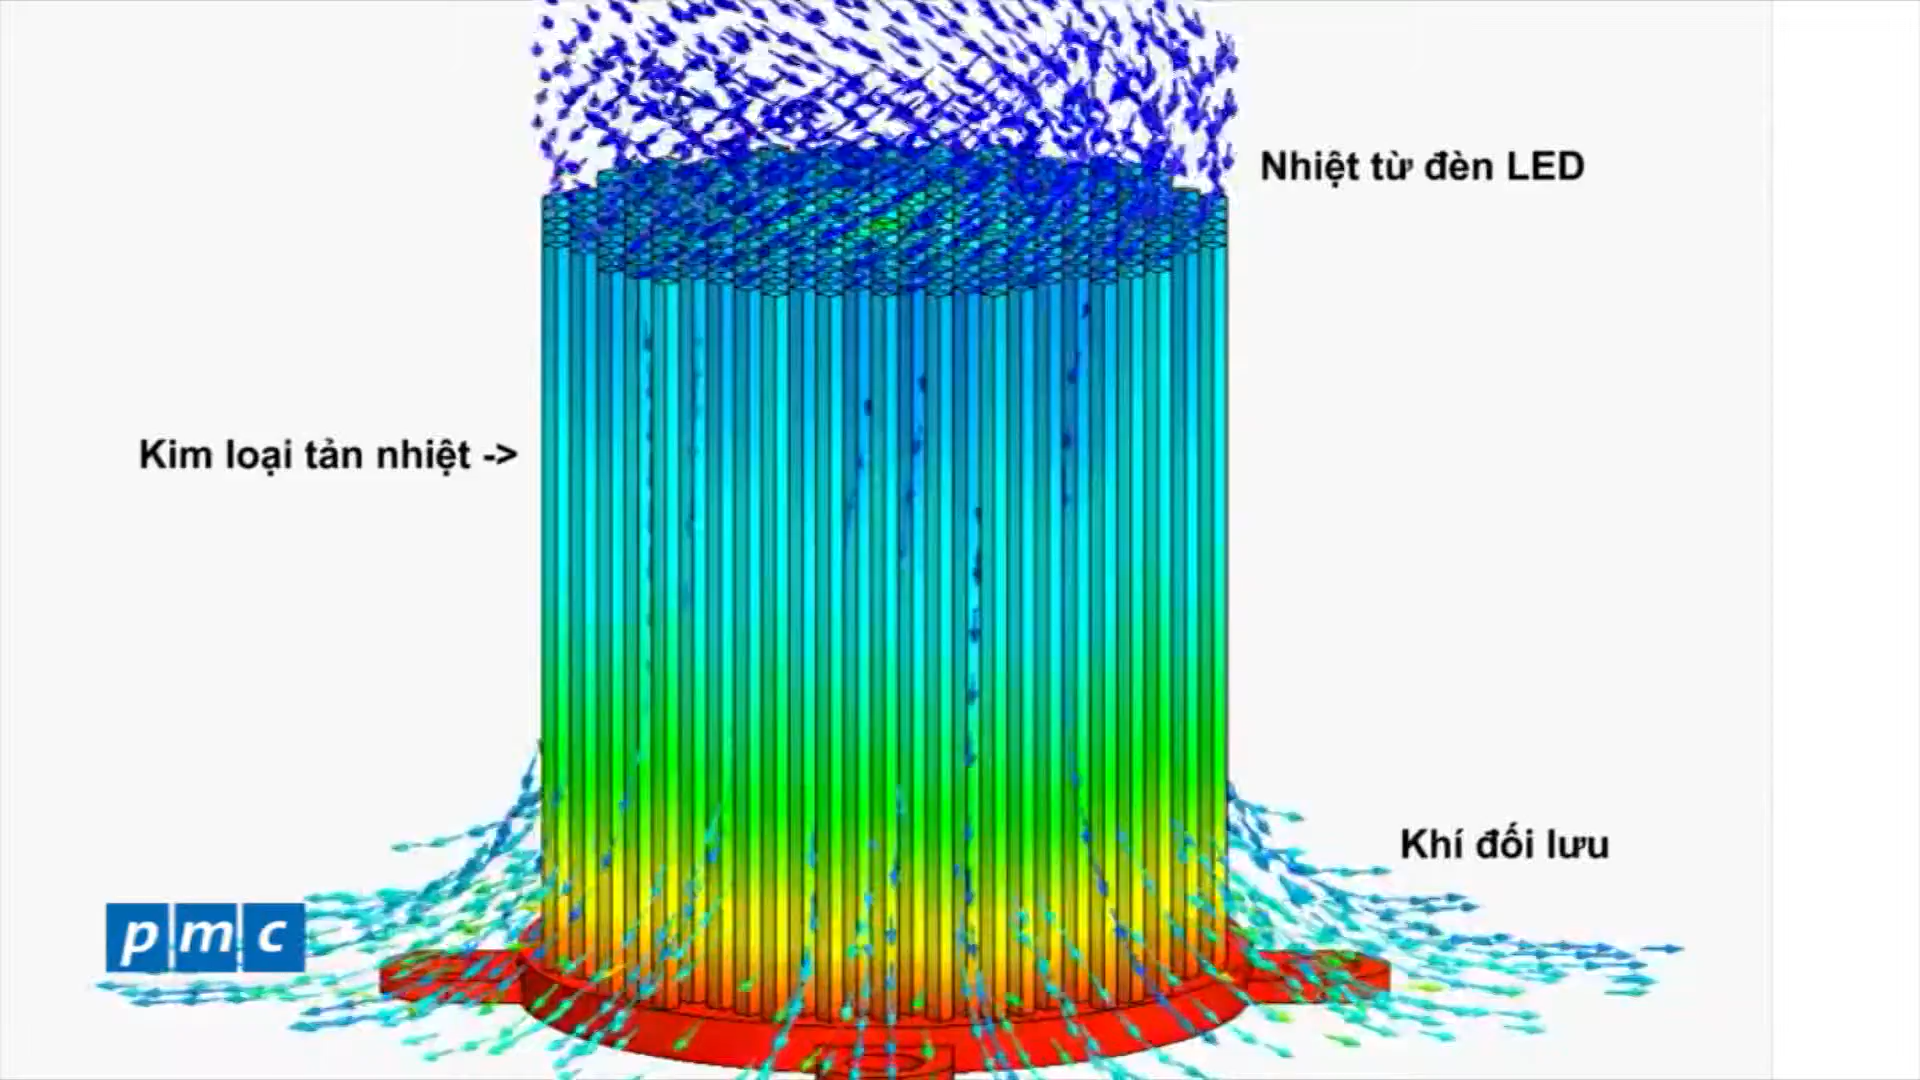 Nhiệt từ đèn LED
Kim loại tản nhiệt ->
Khí đối lưu
pmc